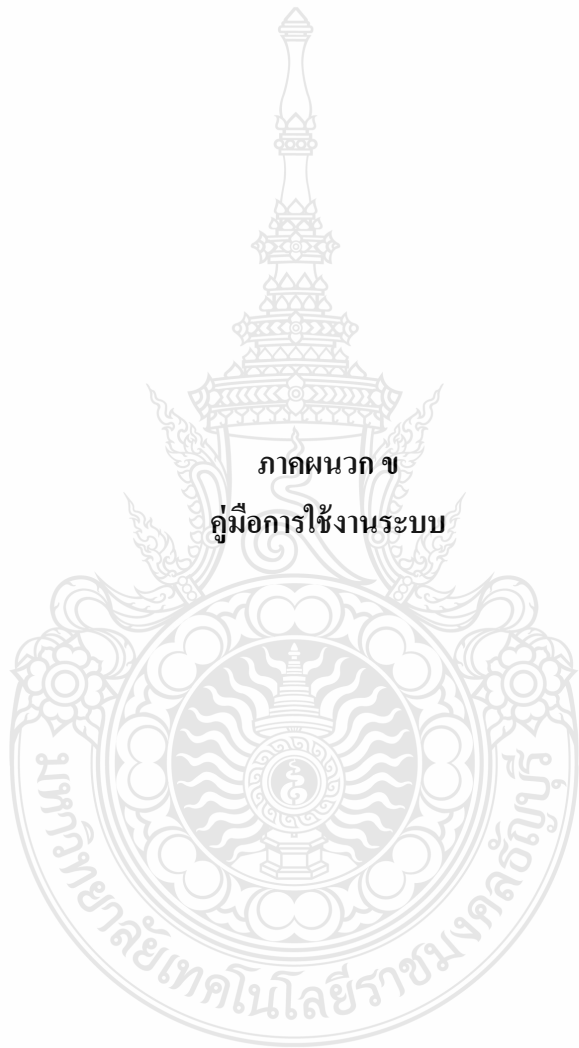 ภาคผนวก ข
คู่มือการใช้งานระบบ
มหาวิทยาลัยเทคโนโลยีราชมงคลธัญบุรี